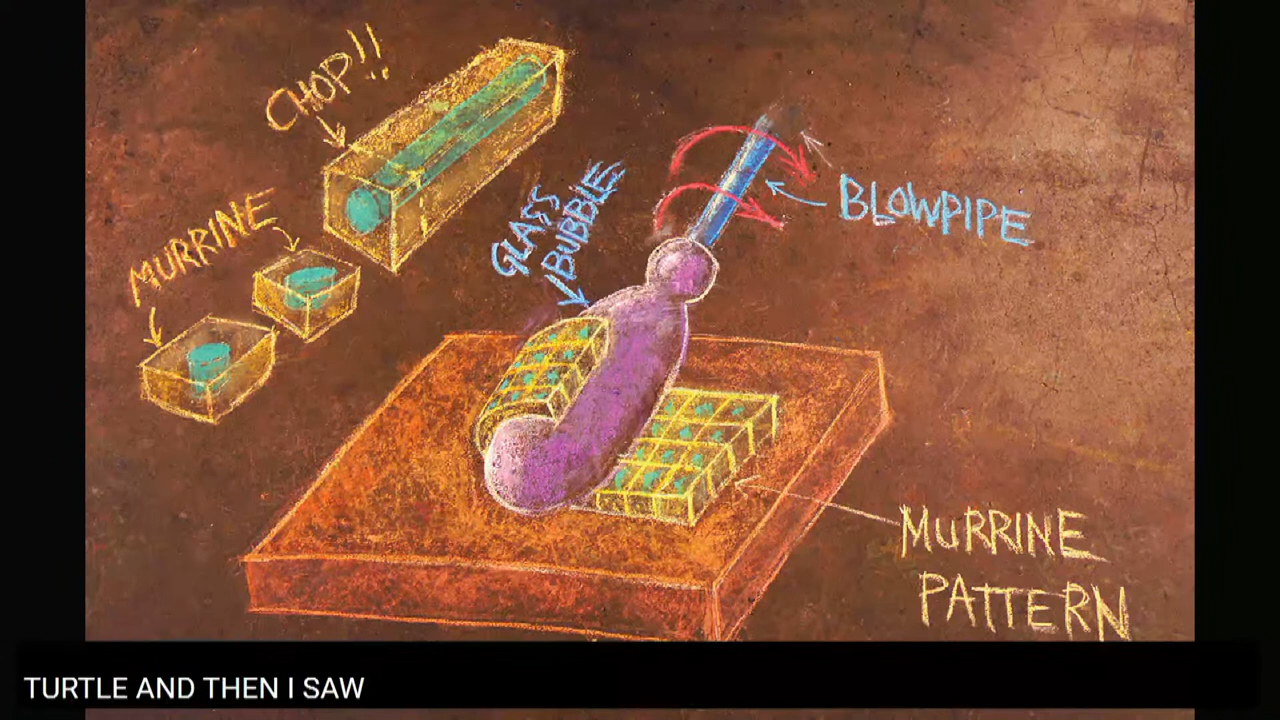 CHOP!!
MURRINE
GLASS
BUBBLE
BLOWPIPE
MURRINE
PATTERN
TURTLE AND THEN I SAW